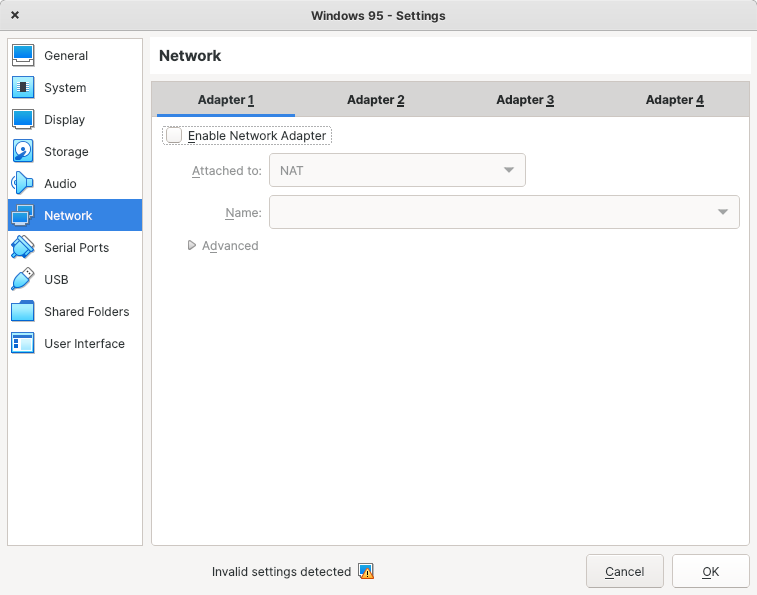 Windows 95 - Settings
General
System
Display
Storage
Audio
Network
Serial Ports
USB
Shared Folders
User Interface
Network
Adapter 1 Adapter 2 Adapter 3 Adapter 4
Enable Network Adapter
Attached to: NAT
Name:
Advanced
Invalid settings detected
Cancel OK